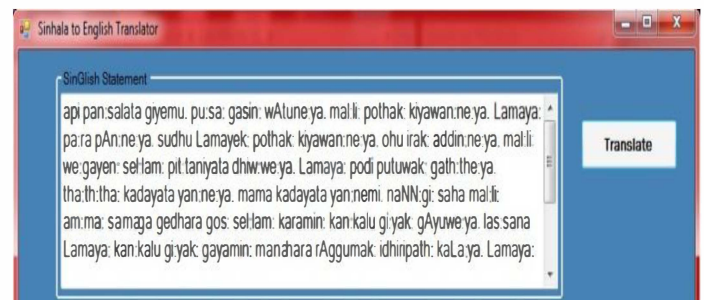 Sinhala to English Translator
SinGlish Statement
api pan:salata giyemu. pu:sa: gasin: wAtune:ya. mal:li: pothak: kiyawan:ne:ya. Lamaya:
pa:ra pAn:ne:ya. sudhu Lamayek: pothak: kiyawan:ne:ya. ohu irak: addin:ne:ya. mal:li:
we:gayen: sel:lam: pit:taniyata dhiw:we:ya. Lamaya: podi putuwak: gath:the:ya.
tha:th:tha: kadayata yan:ne:ya. mama kadayata yan:nemi. naNN:gi: saha mal:li:
am:ma: samaga gedhara gos: sel:lam: karamin: kan:kalu gi:yak: gAyuwe:ya. las:sana
Lamaya: kan:kalu gi:yak: gayamin: manahara rAggumak: idhiripath: kaLa:ya. Lamaya:
Translate